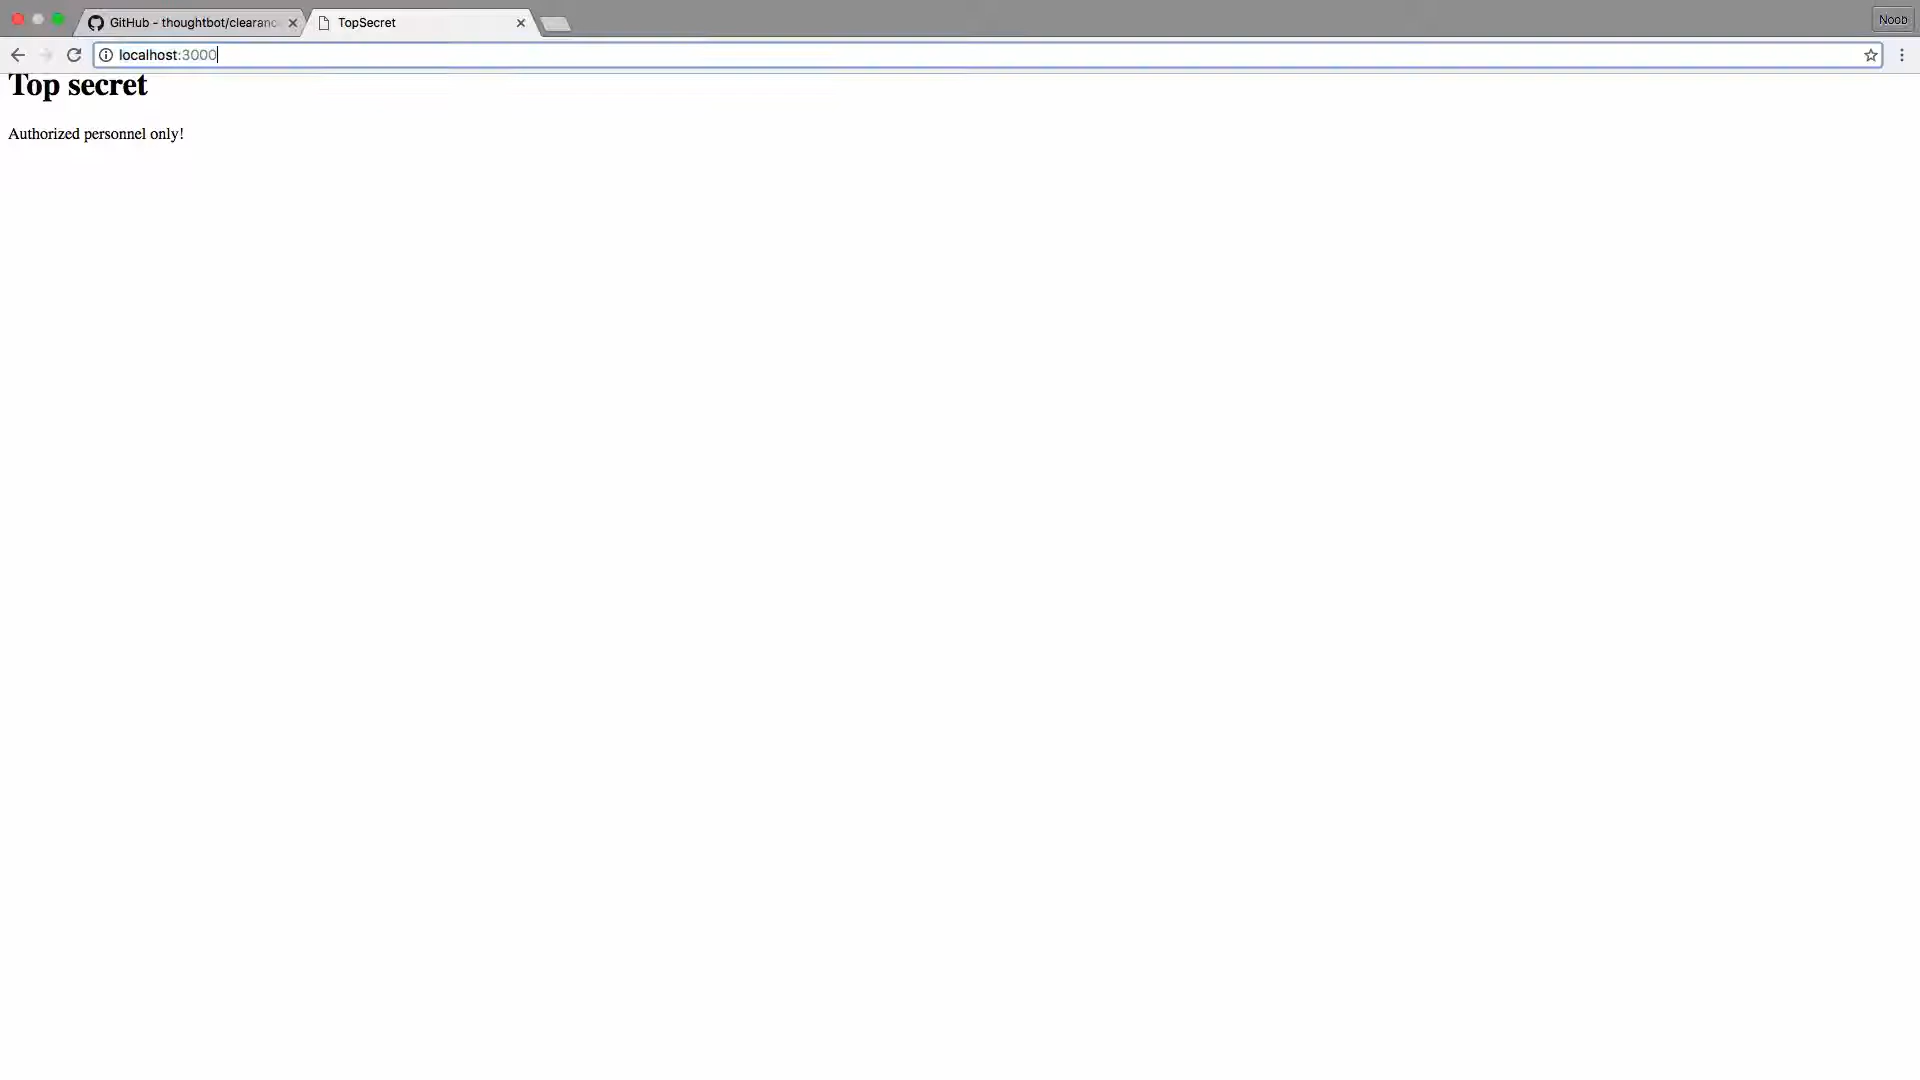 GitHub - thoughtbot/clearanc
TopSecret
Noob
localhost:3000
Top secret
Authorized personnel only!